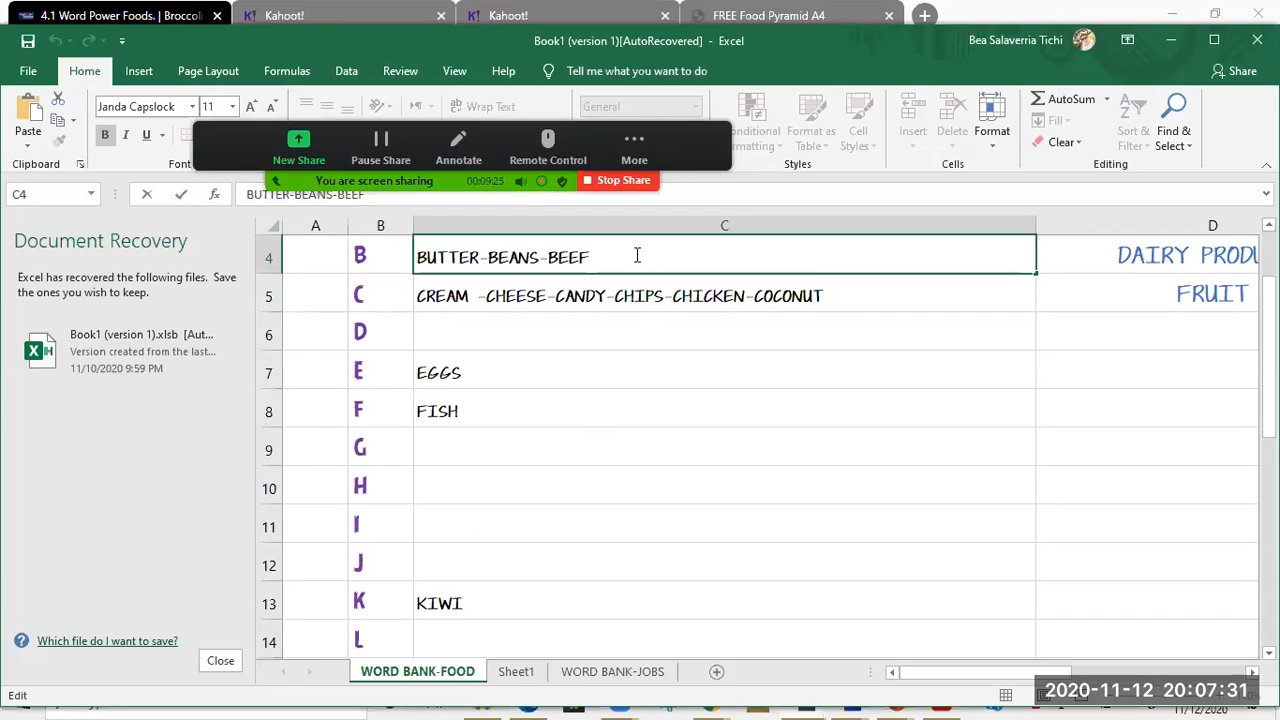 4.1 Word Power Foods. | Broccol
Kahoot!
Kahoot!
FREE Food Pyramid A4
Book1 (version 1)[AutoRecovered] - Excel
Bea Salaverria Tichi
File Home Insert Page Layout Formulas Data Review View Help Tell me what you want to do Share
Paste
Clipboard
Janda Capslock 11
B I U
Font
Wrap Text
General
Conditional Formatting
Format as
Cell
Styles
Insert Delete Format
Cells
AutoSum
Fill
Clear
Sort & Find &
Filter Select
Editing
New Share Pause Share Annotate Remote Control More
You are screen sharing 00:09:25 Stop Share
C4 fx BUTTER-BEANS-BEEF
Document Recovery
Excel has recovered the following files. Save
the ones you wish to keep.
Book1 (version 1).xlsb [Aut...
Version created from the last...
11/10/2020 9:59 PM
Which file do I want to save?
Close
A B C D
4 B BUTTER-BEANS-BEEF DAIRY PRODU
5 C CREAM -CHEESE-CANDY-CHIPS-CHICKEN-COCONUT FRUIT
6 D
7 E EGGS
8 F FISH
9 G
10 H
11 I
12 J
13 K KIWI
14 L
WORD BANK-FOOD Sheet1 WORD BANK-JOBS
Edit
2020-11-12 20:07:31
11/12/2020